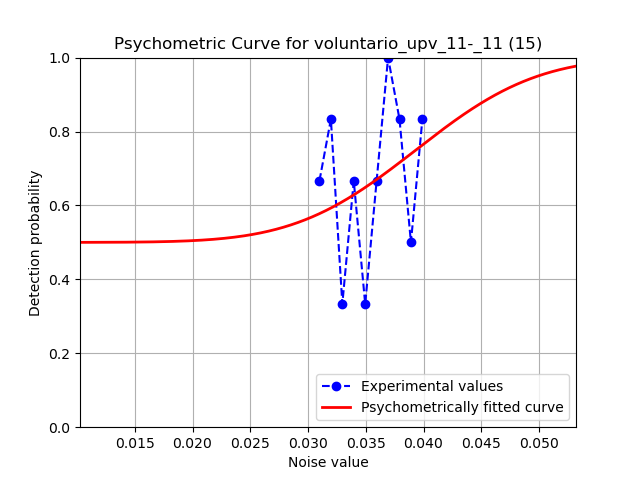 Psychometric Curve for voluntario_upv_11-_11 (15)
1.0
0.8
0.6
0.4
0.2
0.0
Detection probability
Experimental values
Psychometrically fitted curve
0.015 0.020 0.025 0.030 0.035 0.040 0.045 0.050
Noise value